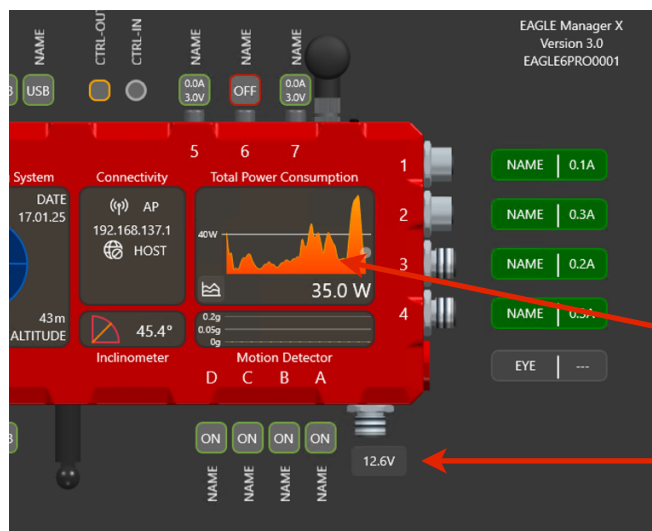 EAGLE Manager X
Version 3.0
EAGLE6PRO0001
NAME
CTRL-OU
CTRL-IN
NAME
NAME
NAME
USB
0.0A
3.0V
OFF
0.0A
3.0V
5 6 7
System
Connectivity
Total Power Consumption
1
NAME 0.1A
DATE
17.01.25
AP
192.168.137.1
HOST
40W
2
NAME 0.3A
3
NAME 0.2A
35.0 W
43m
ALTITUDE
45.4°
0.2g
0.05g
0g
4
NAME
Inclinometer
Motion Detector
D C B A
EYE ---
ON ON ON ON
12.6V
NAME
NAME
NAME
NAME